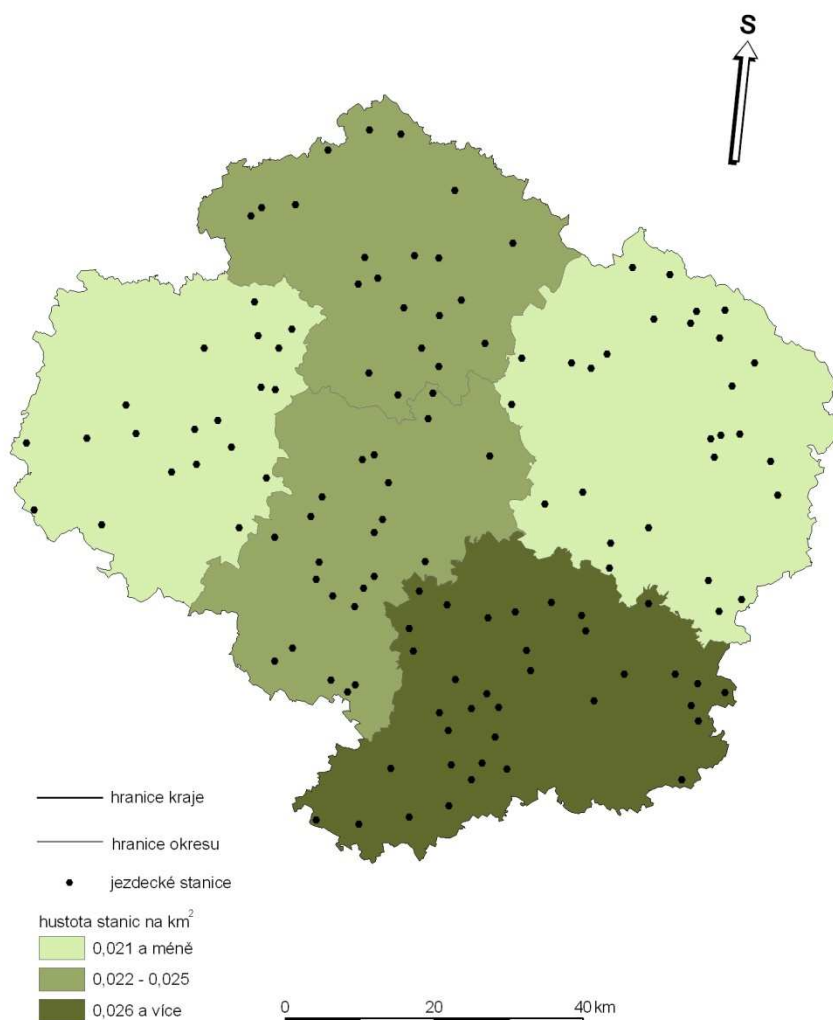 S
hranice kraje
hranice okresu
jezdecké stanice
hustota stanic na km²
0,021 a méně
0,022 - 0,025
0,026 a více
0 20 40 km